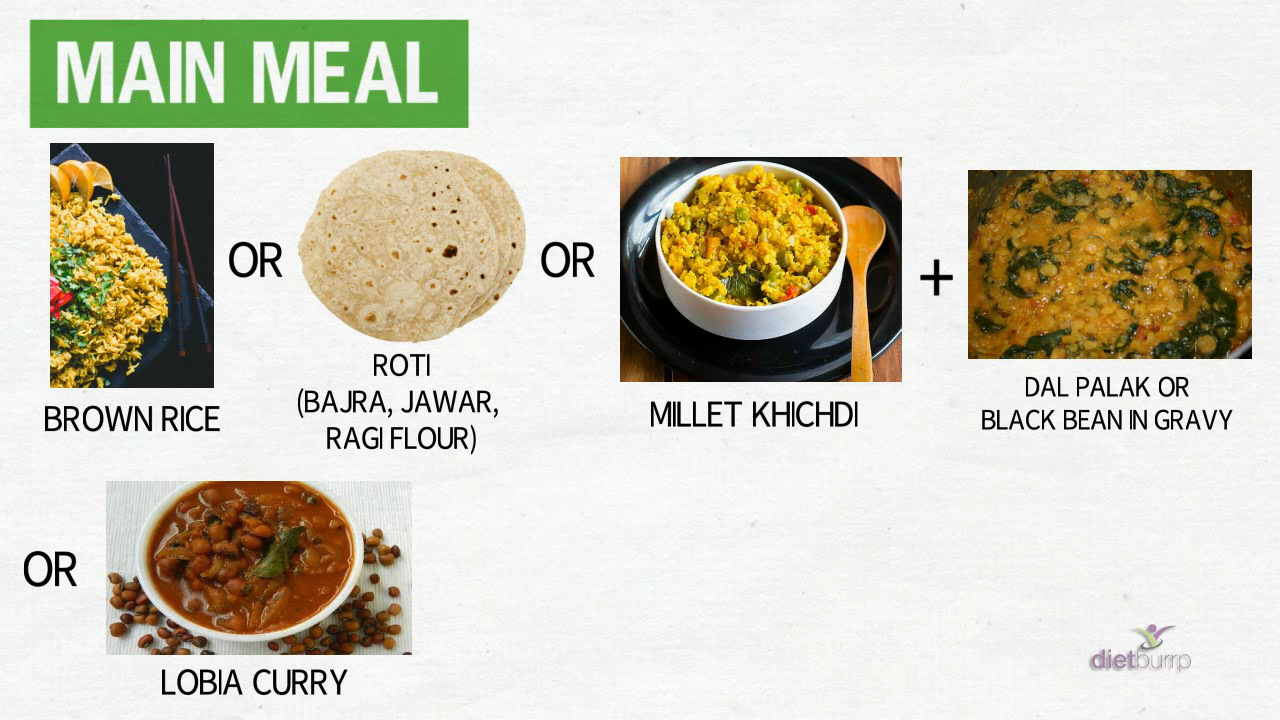 MAIN MEAL
OR
OR
+
BROWN RICE
ROTI
(BAJRA, JAWAR,
RAGI FLOUR)
MILLET KHICHDI
DAL PALAK OR
BLACK BEAN IN GRAVY
OR
LOBIA CURRY
dietburrp